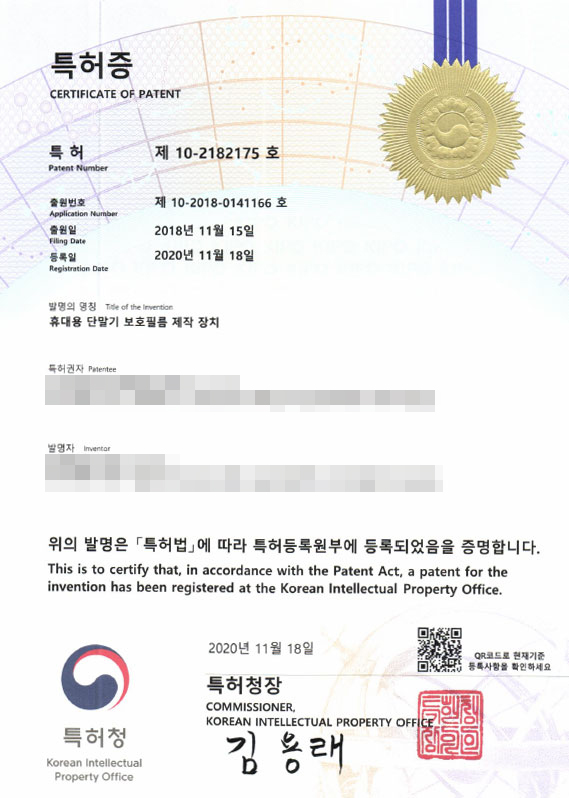 특허증
CERTIFICATE OF PATENT
특 허 제 10-2182175 호
Patent Number
출원번호 제 10-2018-0141166 호
Application Number
출원일 2018년 11월 15일
Filing Date
등록일 2020년 11월 18일
Registration Date
발명의 명칭 Title of the Invention
휴대용 단말기 보호필름 제작 장치
특허권자 Patentee
발명자 Inventor
위의 발명은 「특허법」에 따라 특허등록원부에 등록되었음을 증명합니다.
This is to certify that, in accordance with the Patent Act, a patent for the
invention has been registered at the Korean Intellectual Property Office.
2020년 11월 18일
QR코드로 현재기준
등록사항을 확인하세요
특허청장
COMMISSIONER,
KOREAN INTELLECTUAL PROPERTY OFFICE
김용래
특허청
Korean Intellectual
Property Office